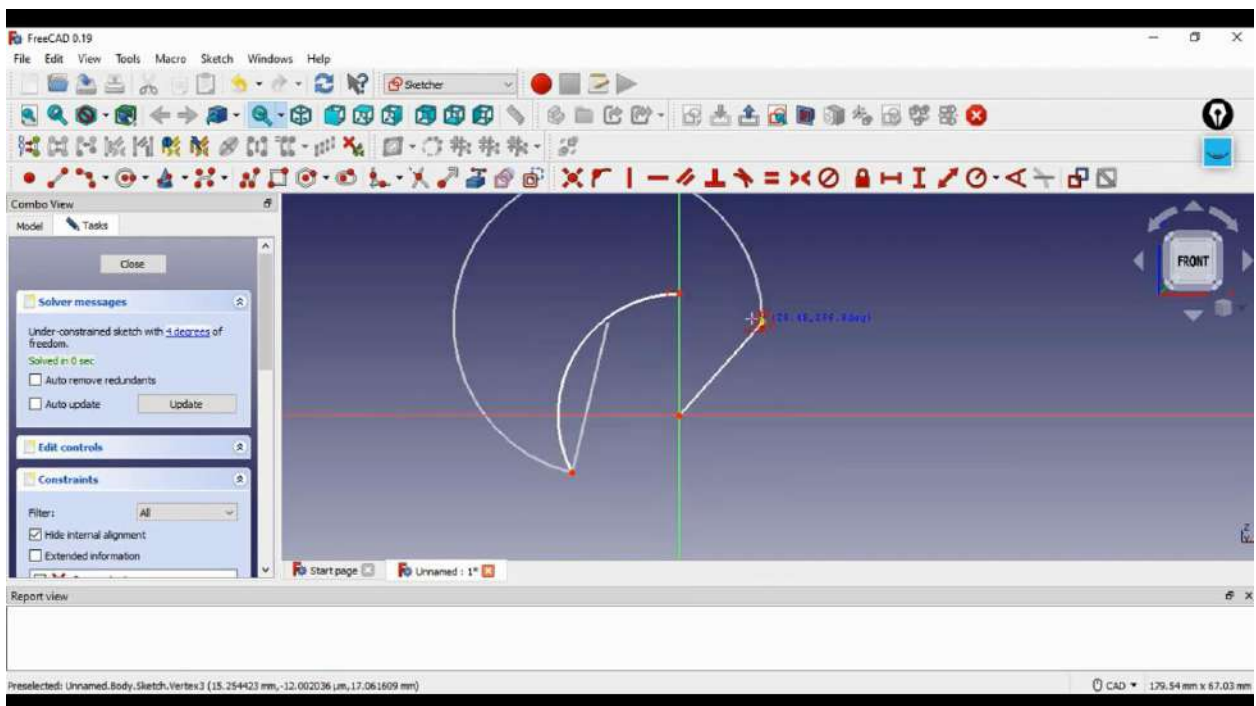 FreeCAD 0.19
File Edit View Tools Macro Sketch Windows Help
Sketcher
Combo View
Model Tasks
Close
Solver messages
Under-constrained sketch with 4 degrees of
freedom.
Solved in 0 sec
Auto remove redundants
Auto update Update
Edit controls
Constraints
Filter: All
Hide internal alignment
Extended information
FRONT
Start page Unnamed : 1*
Report view
Preselected: Unnamed.Body.Sketch.Vertex3 (15.254423 mm,-12.002036 µm,17.061609 mm)
CAD 179.54 mm x 67.03 mm